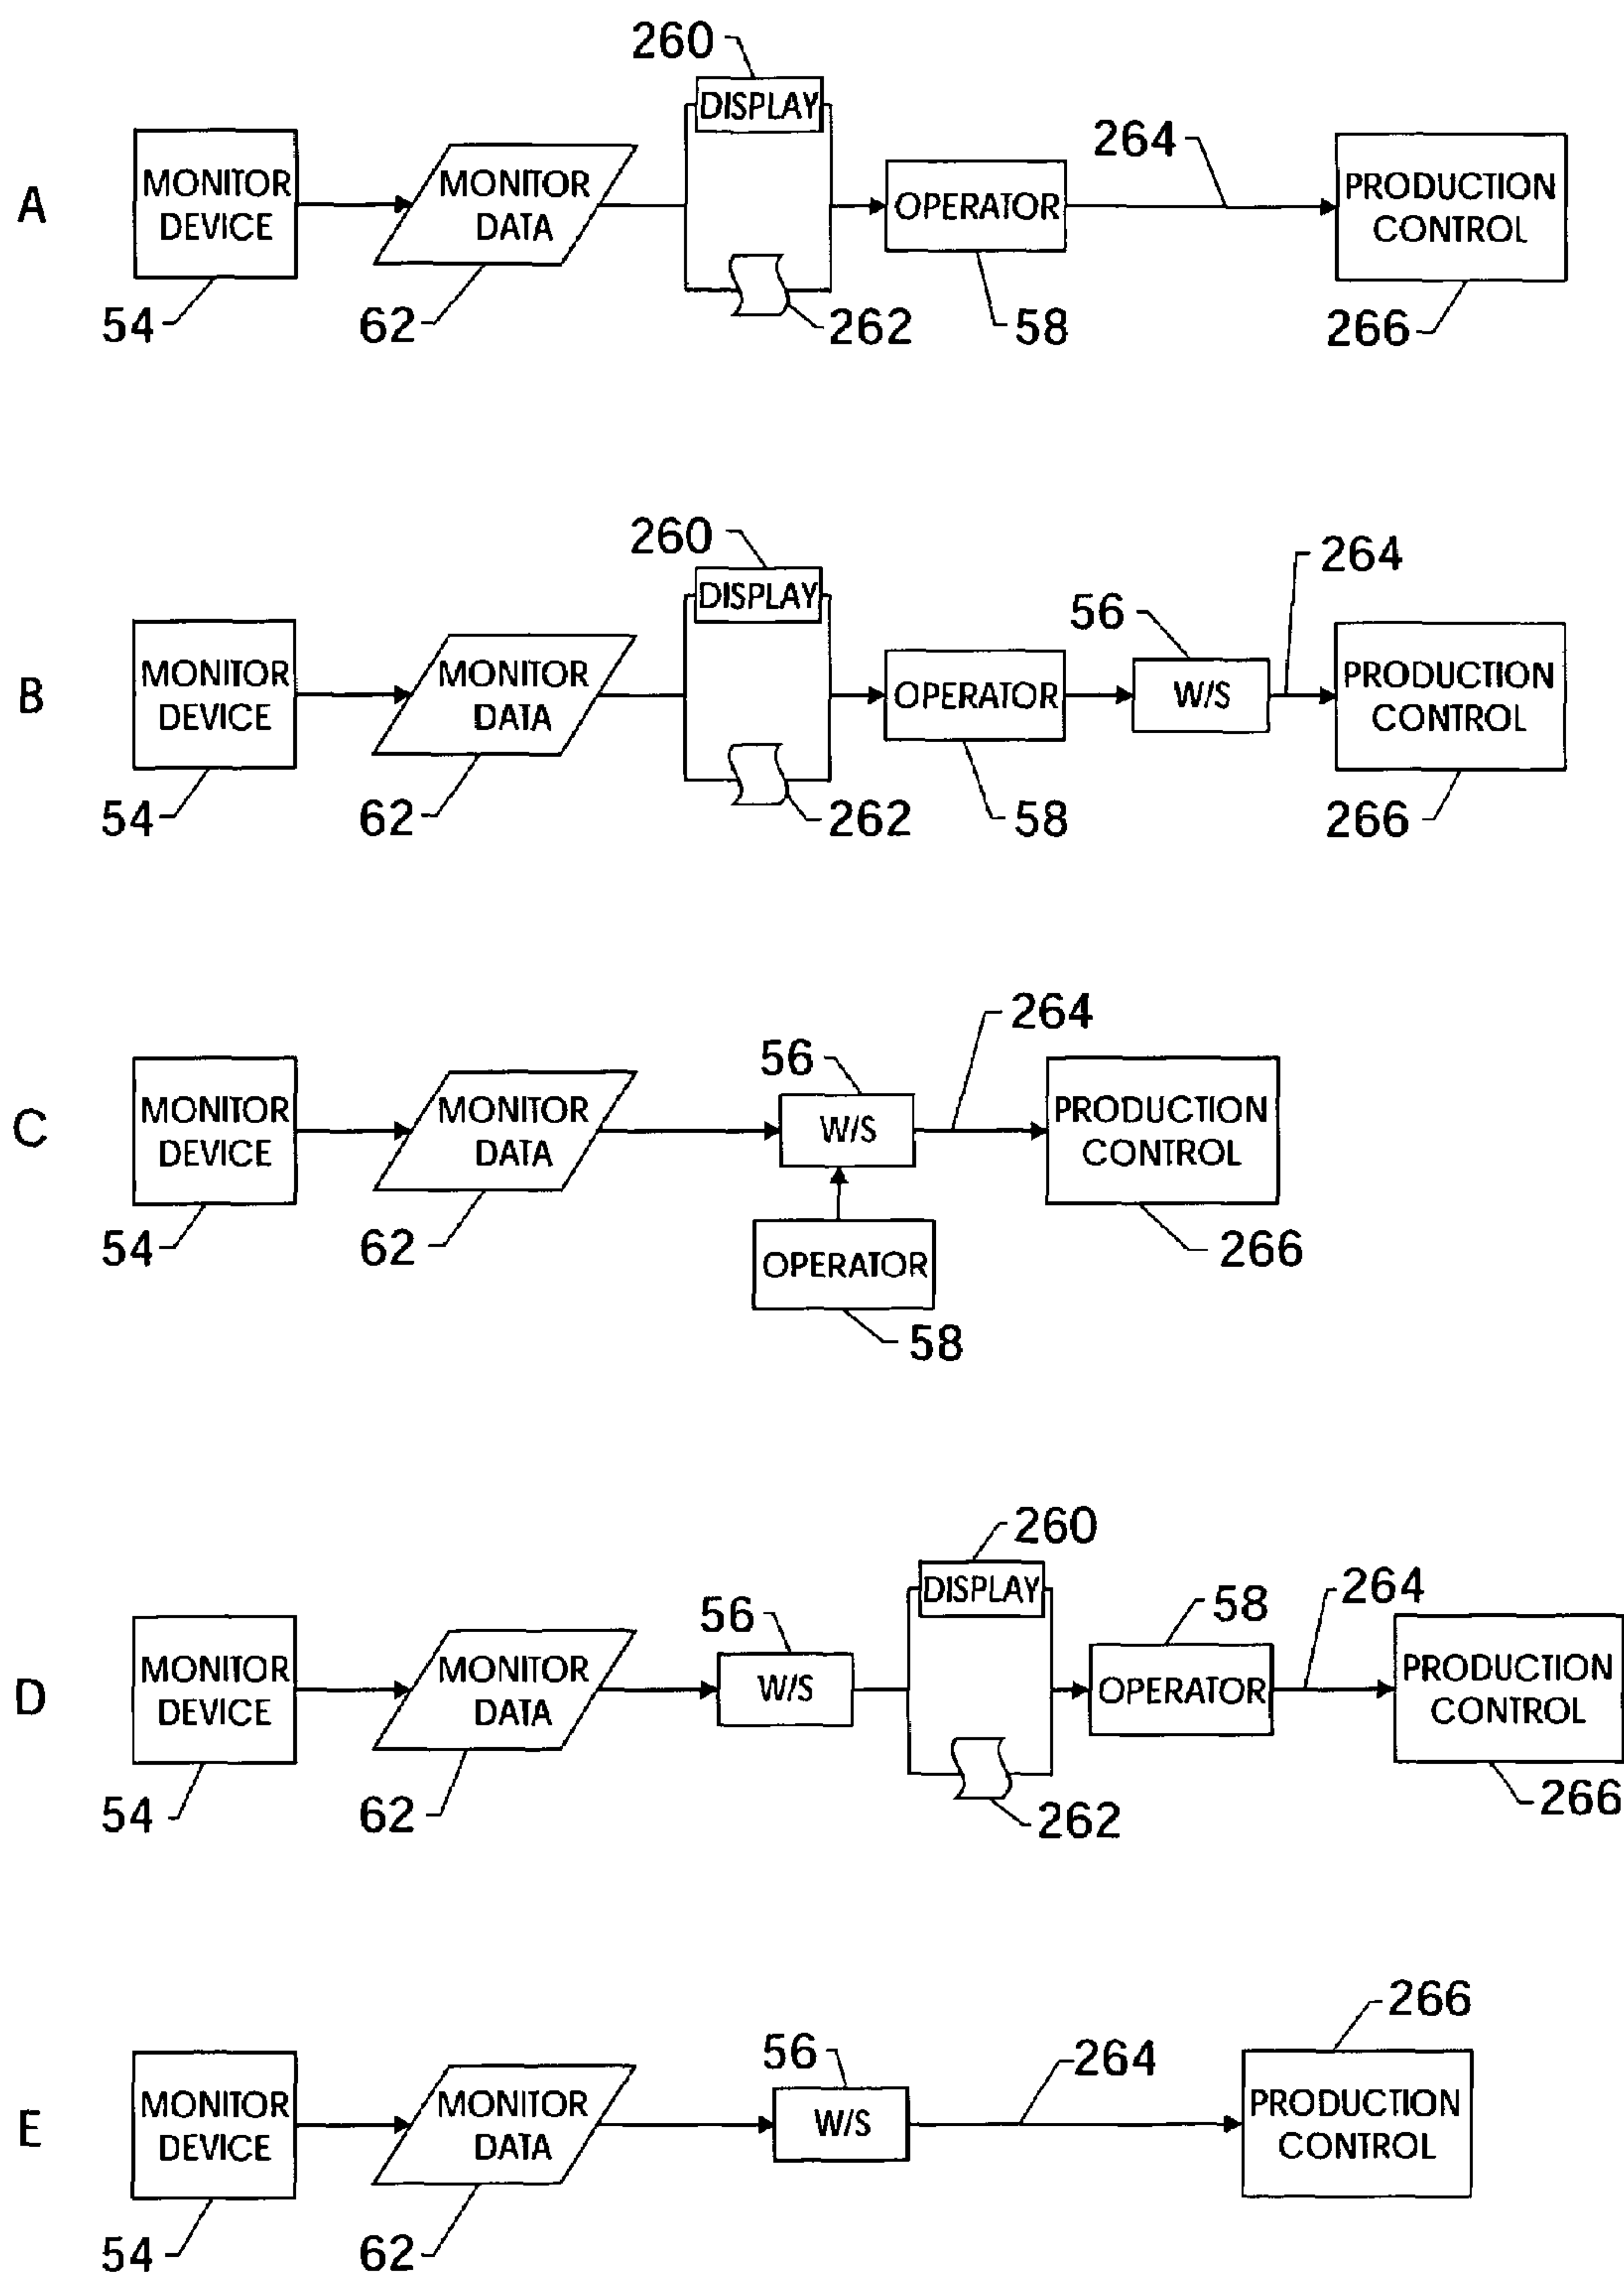 260
DISPLAY
264
A
MONITOR
DEVICE
MONITOR
DATA
OPERATOR
PRODUCTION
CONTROL
54
62
262
58
266
260
DISPLAY
264
56
B
MONITOR
DEVICE
MONITOR
DATA
OPERATOR
W/S
PRODUCTION
CONTROL
54
62
262
58
266
264
56
C
MONITOR
DEVICE
MONITOR
DATA
W/S
PRODUCTION
CONTROL
54
62
OPERATOR
266
58
260
DISPLAY
264
56
58
D
MONITOR
DEVICE
MONITOR
DATA
W/S
OPERATOR
PRODUCTION
CONTROL
54
62
262
266
266
56
264
E
MONITOR
DEVICE
MONITOR
DATA
W/S
PRODUCTION
CONTROL
54
62